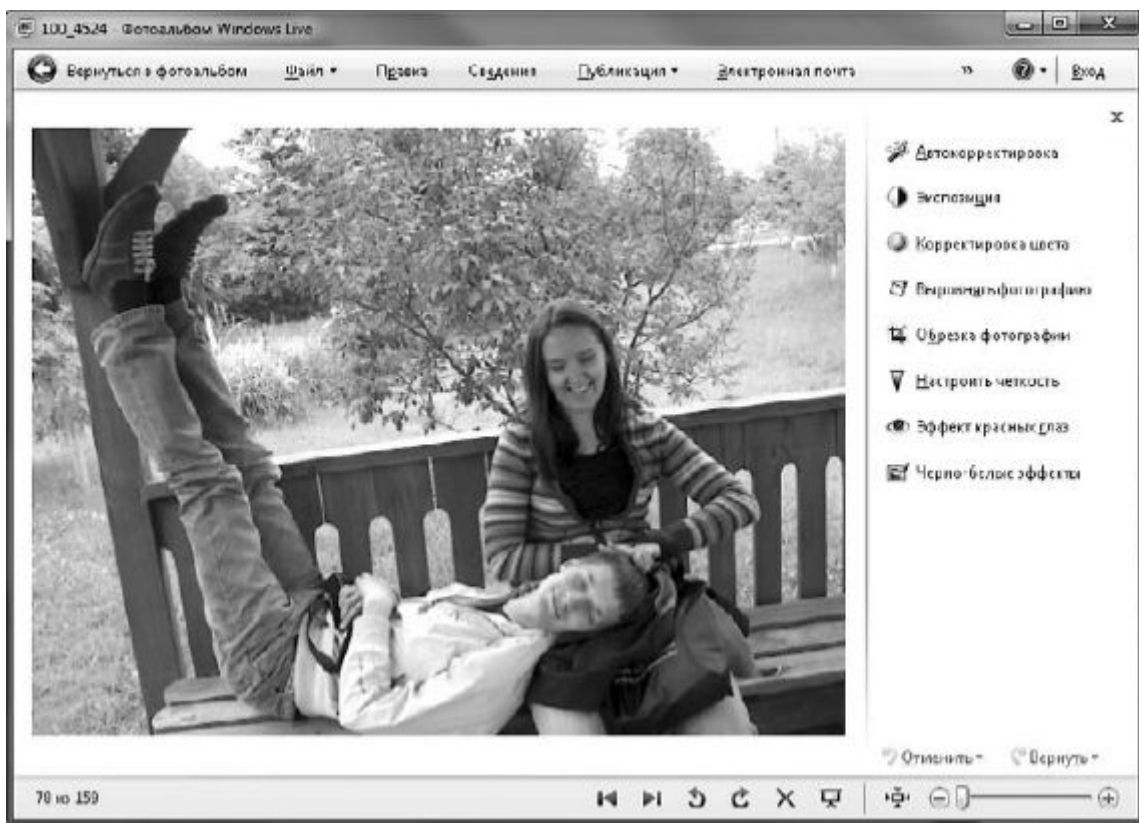 100_4524 - Фотоальбом Windows Live
Вернуться в фотоальбом Файл Правка Сведения Публикация Электронная почта » Вход
Автокорректировка
Экспозиция
Корректировка цвета
Выровнять фотографию
Обрезка фотографии
Настроить четкость
Эффект красных глаз
Черно-белые эффекты
Отменить Вернуть
78 из 159